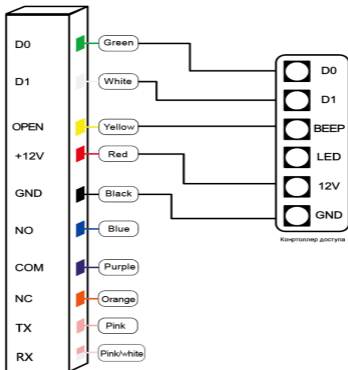 D0 Green
D1 White
OPEN Yellow
+12V Red
GND Black
NO Blue
COM Purple
NC Orange
TX Pink
RX Pink/white
D0
D1
BEEP
LED
12V
GND
Конртоллер доступа